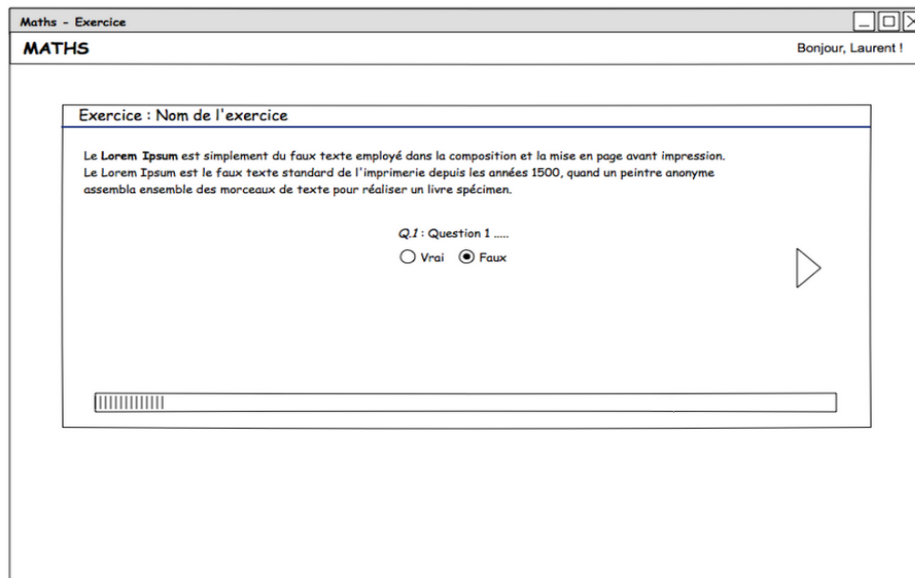 Maths - Exercice
MATHS
Bonjour, Laurent !
Exercice : Nom de l'exercice
Le Lorem Ipsum est simplement du faux texte employé dans la composition et la mise en page avant impression.
Le Lorem Ipsum est le faux texte standard de l'imprimerie depuis les années 1500, quand un peintre anonyme
assembla ensemble des morceaux de texte pour réaliser un livre spécimen.
Q.1 : Question 1 .....
Vrai Faux